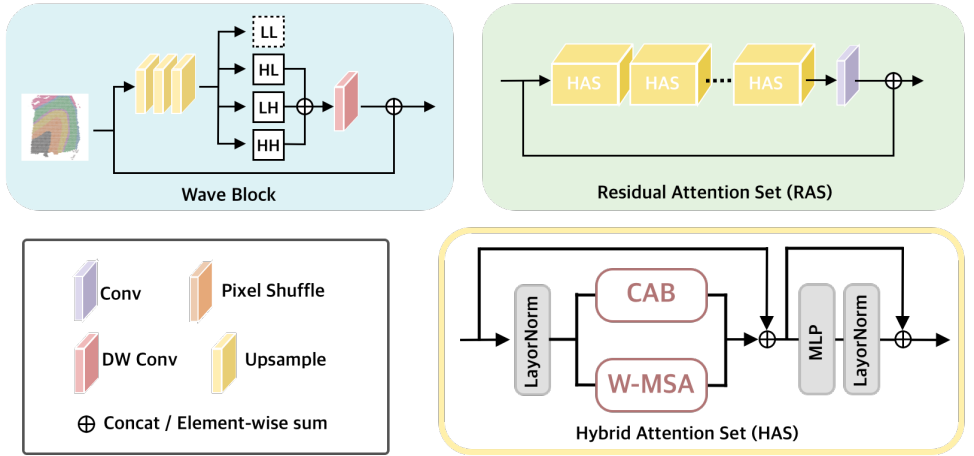 LL
HL
LH
HH
Wave Block
HAS
HAS
HAS
Residual Attention Set (RAS)
Conv
Pixel Shuffle
DW Conv
Upsample
⊕ Concat / Element-wise sum
LayorNorm
CAB
W-MSA
MLP
LayorNorm
Hybrid Attention Set (HAS)